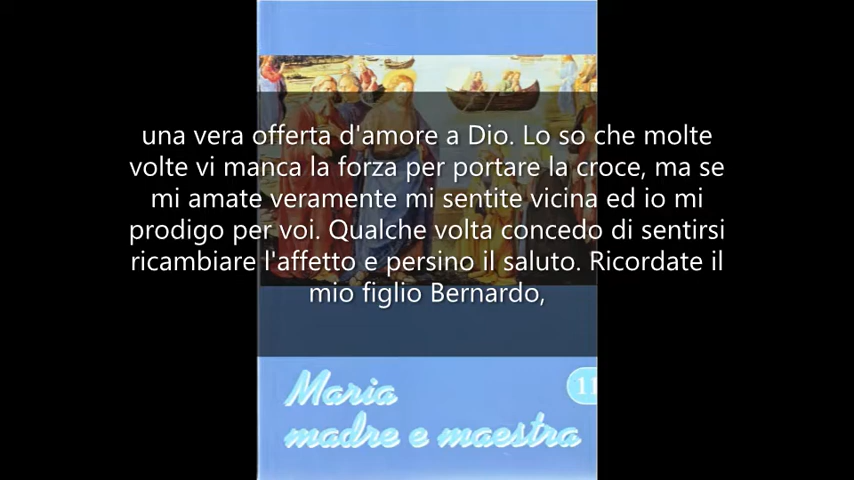 una vera offerta d'amore a Dio. Lo so che molte
volte vi manca la forza per portare la croce, ma se
mi amate veramente mi sentite vicina ed io mi
prodigo per voi. Qualche volta concedo di sentirsi
ricambiare l'affetto e persino il saluto. Ricordate il
mio figlio Bernardo,
Maria
11
madre e maestra